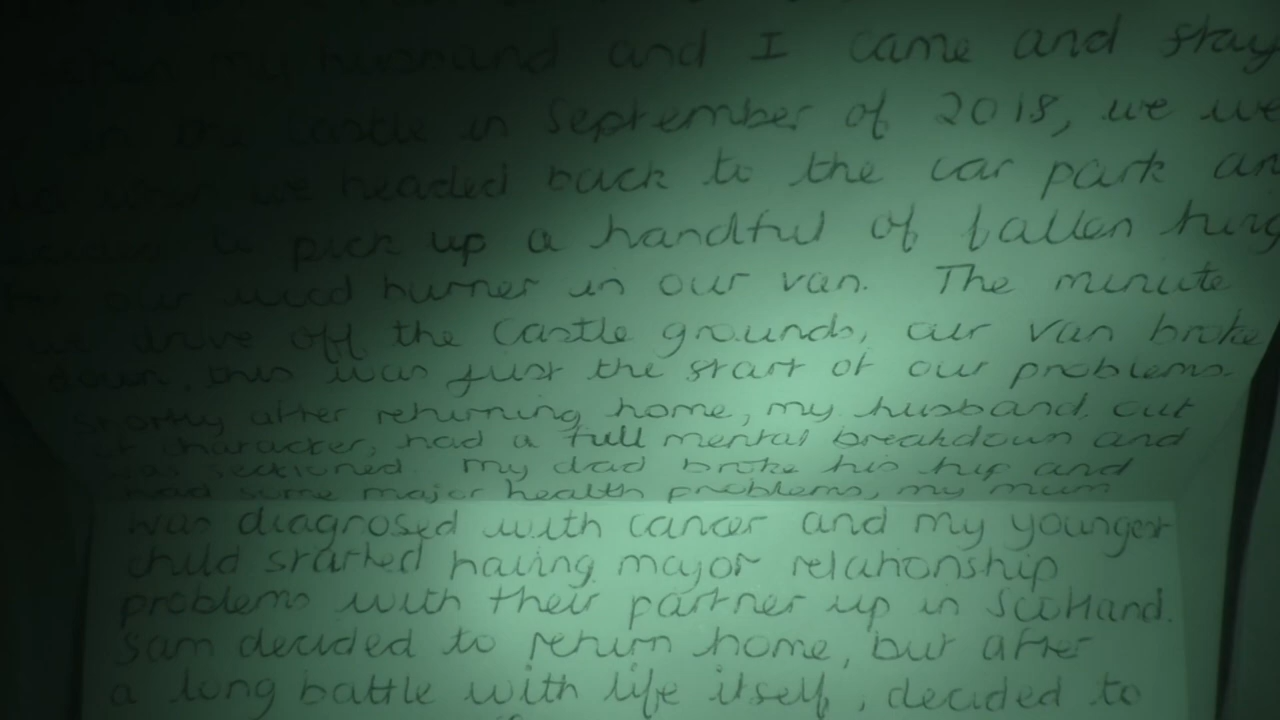 my husband and I came and stay
in the Castle in September of 2018, we we
we headed back to the car park an
to pick up a handful of fallen twig
for our wood burner in our van. The minute
we drive off the Castle grounds, our van broke
down, this was just the start of our problems.
Shortly after returning home, my husband, out
of character, had a full mental breakdown and
was sectioned. My dad broke his hip and
had some major health problems, my mum
was diagnosed with cancer and my younger
child started having major relationship
problems with their partner up in Scotland.
Sam decided to return home, but after
a long battle with life itself, decided to